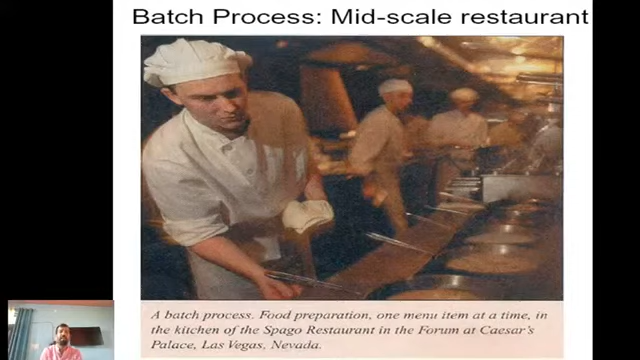 Batch Process: Mid-scale restaurant
A batch process. Food preparation, one menu item at a time, in
the kitchen of the Spago Restaurant in the Forum at Caesar's
Palace, Las Vegas, Nevada.